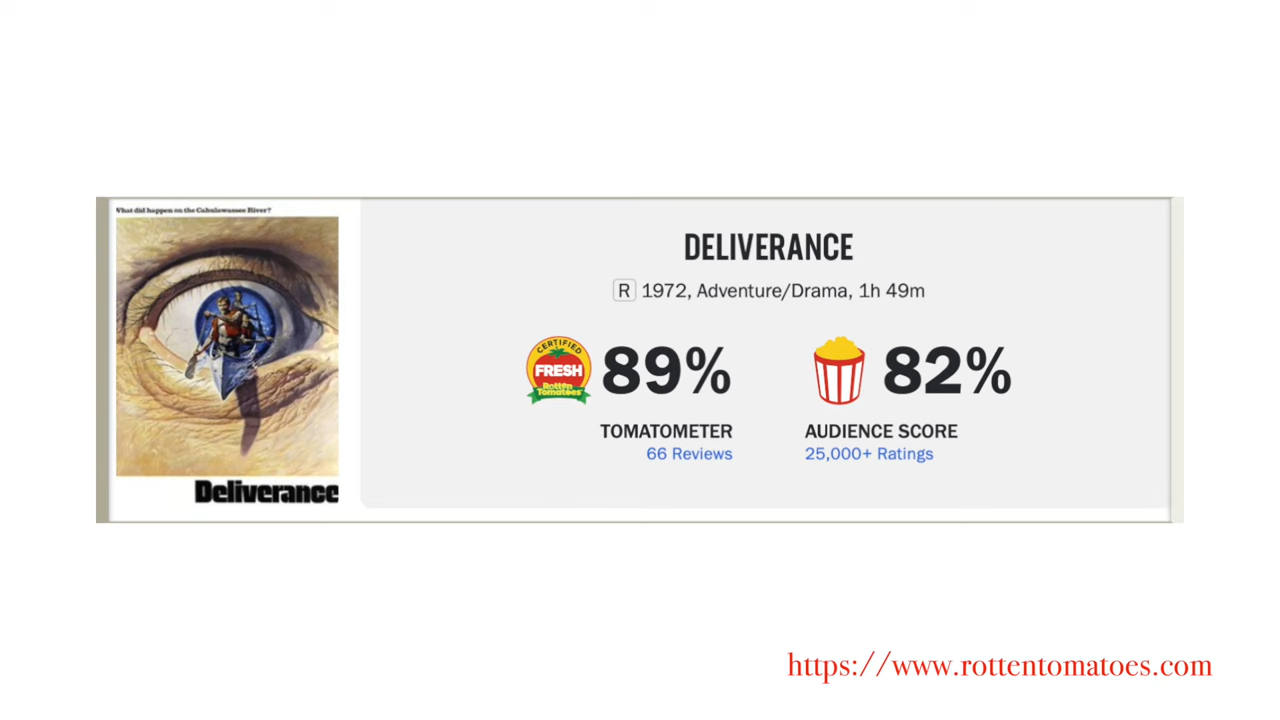 What did happen on the Cahulawassee River?
Deliverance
DELIVERANCE
R 1972, Adventure/Drama, 1h 49m
CERTIFIED
FRESH
Rotten
Tomatoes
89%
82%
TOMATOMETER
AUDIENCE SCORE
66 Reviews
25,000+ Ratings
https://www.rottentomatoes.com